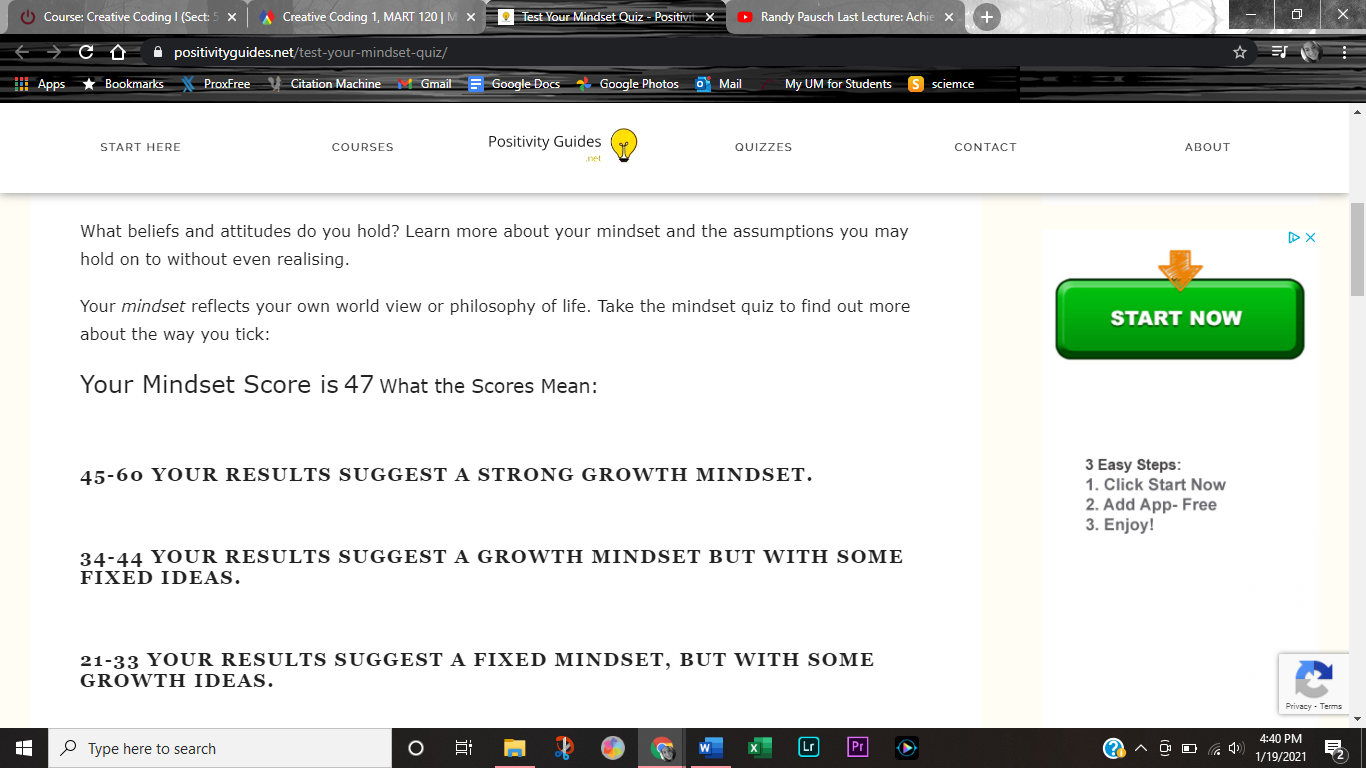 Course: Creative Coding I (Sect: 5
Creative Coding 1, MART 120 | M
Test Your Mindset Quiz - Positivit
Randy Pausch Last Lecture: Achie
positivityguides.net/test-your-mindset-quiz/
Apps
Bookmarks
ProxFree
Citation Machine
Gmail
Google Docs
Google Photos
Mail
My UM for Students
S
sciemce
START HERE
COURSES
Positivity Guides
.net
QUIZZES
CONTACT
ABOUT
What beliefs and attitudes do you hold? Learn more about your mindset and the assumptions you may
hold on to without even realising.
Your mindset reflects your own world view or philosophy of life. Take the mindset quiz to find out more
about the way you tick:
Your Mindset Score is 47 What the Scores Mean:
45-60 YOUR RESULTS SUGGEST A STRONG GROWTH MINDSET.
34-44 YOUR RESULTS SUGGEST A GROWTH MINDSET BUT WITH SOME
FIXED IDEAS.
21-33 YOUR RESULTS SUGGEST A FIXED MINDSET, BUT WITH SOME
GROWTH IDEAS.
START NOW
3 Easy Steps:
1. Click Start Now
2. Add App- Free
3. Enjoy!
Privacy - Terms
Type here to search
Lr
Pr
4:40 PM
1/19/2021
2